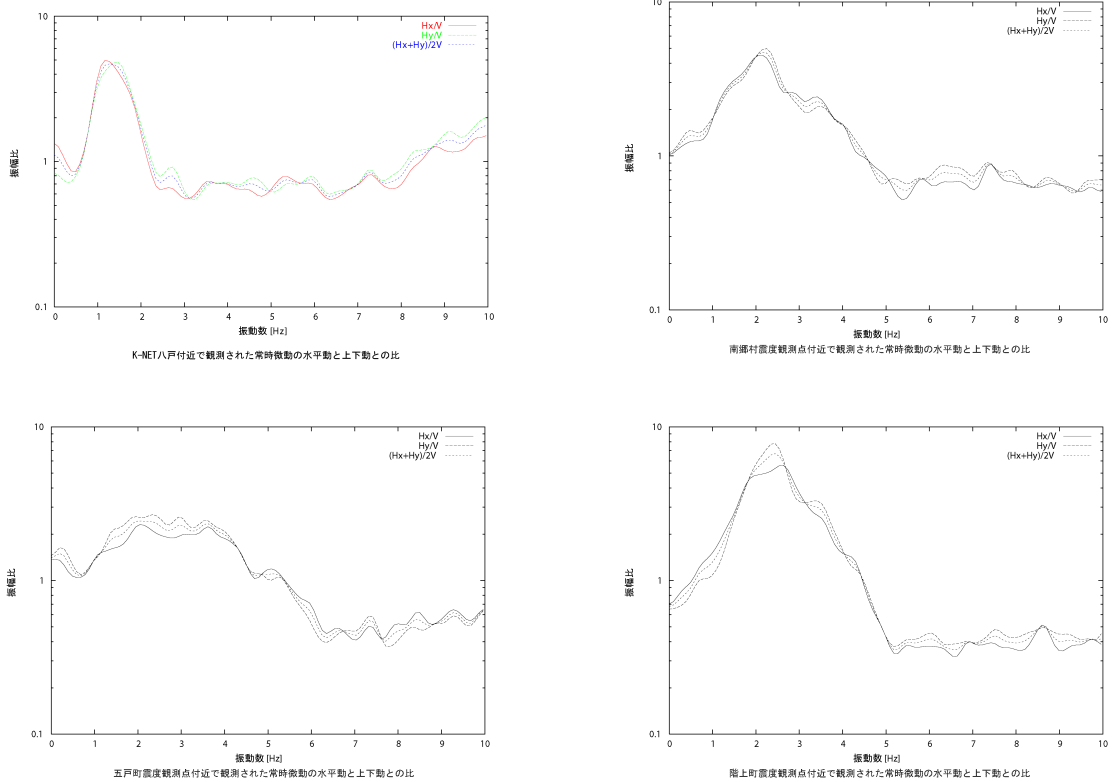 10
1
0.1
振幅比
Hx/V
Hy/V
(Hx+Hy)/2V
0 1 2 3 4 5 6 7 8 9 10
振動数 [Hz]
K-NET八戸付近で観測された常時微動の水平動と上下動との比
10
1
0.1
振幅比
Hx/V
Hy/V
(Hx+Hy)/2V
0 1 2 3 4 5 6 7 8 9 10
振動数 [Hz]
南郷村震度観測点付近で観測された常時微動の水平動と上下動との比
10
1
0.1
振幅比
Hx/V
Hy/V
(Hx+Hy)/2V
0 1 2 3 4 5 6 7 8 9 10
振動数 [Hz]
五戸町震度観測点付近で観測された常時微動の水平動と上下動との比
10
1
0.1
振幅比
Hx/V
Hy/V
(Hx+Hy)/2V
0 1 2 3 4 5 6 7 8 9 10
振動数 [Hz]
階上町震度観測点付近で観測された常時微動の水平動と上下動との比